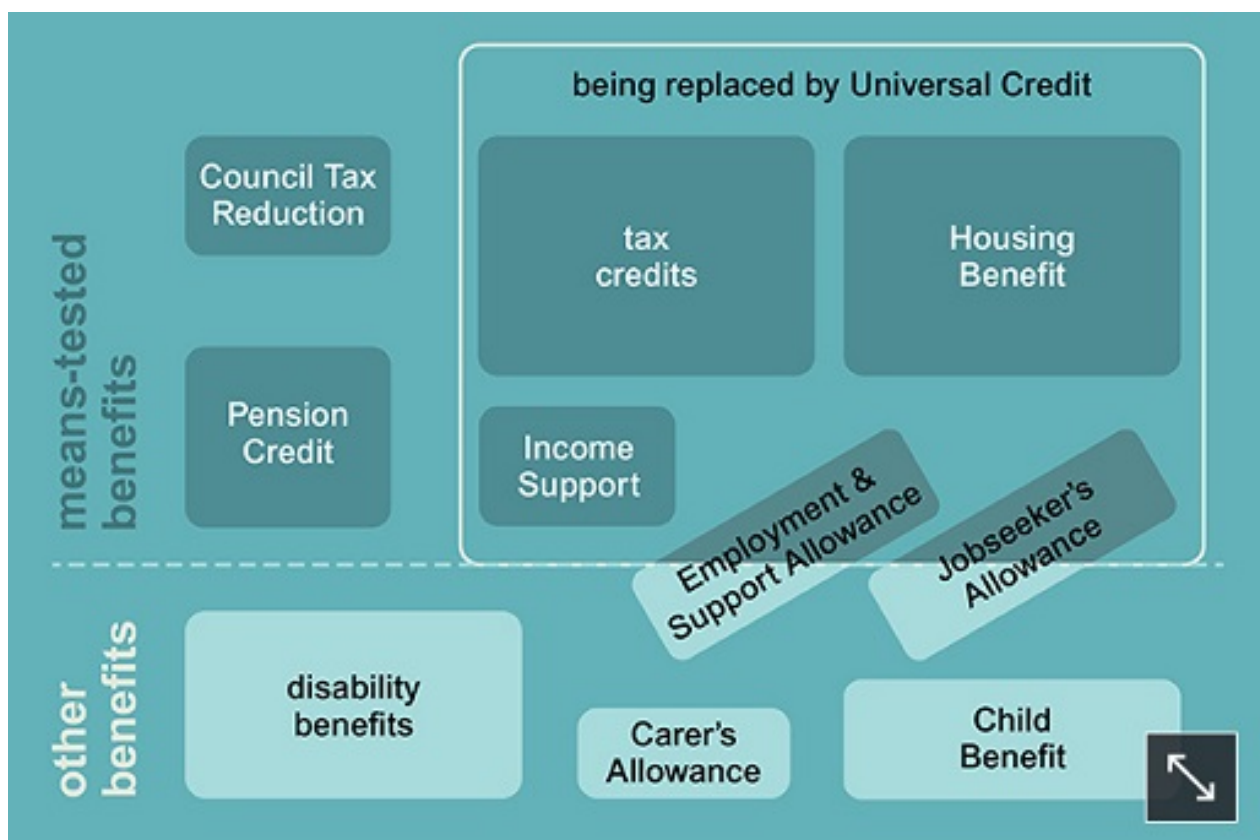 being replaced by Universal Credit
means-tested
benefits
Council Tax
Reduction
tax
credits
Housing
Benefit
Pension
Credit
Income
Support
Employment &
Support Allowance
Jobseeker's
Allowance
other
benefits
disability
benefits
Carer's
Allowance
Child
Benefit